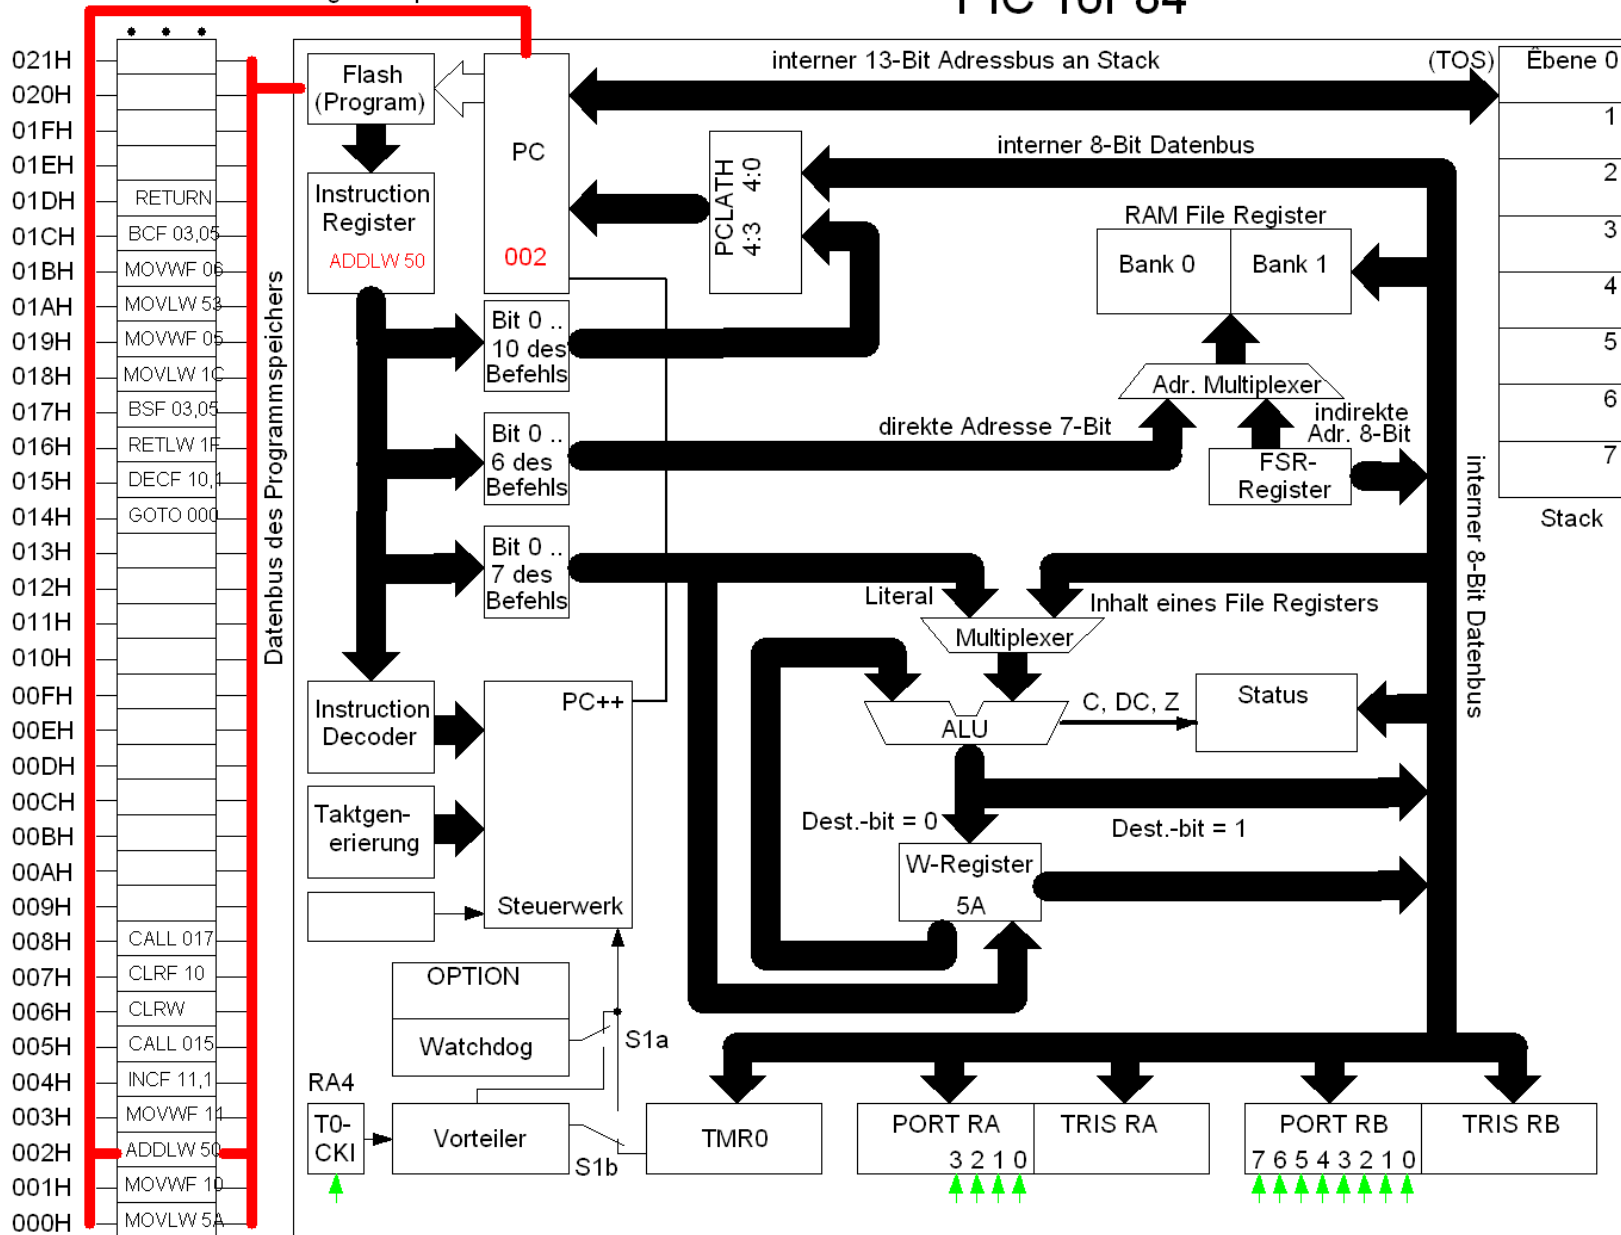 PIC 16F84
021H
020H
01FH
01EH
01DH RETURN
01CH BCF 03,05
01BH MOVWF 06
01AH MOVLW 53
019H MOVWF 05
018H MOVLW 1C
017H BSF 03,05
016H RETLW 1F
015H DECF 10,1
014H GOTO 000
013H
012H
011H
010H
00FH
00EH
00DH
00CH
00BH
00AH
009H
008H CALL 017
007H CLRF 10
006H CLRW
005H CALL 015
004H INCF 11,1
003H MOVWF 11
002H ADDLW 50
001H MOVWF 10
000H MOVLW 5A
Datenbus des Programmspeichers
Flash
(Program)
Instruction
Register
ADDLW 50
PC
002
interner 13-Bit Adressbus an Stack
(TOS)
Ebene 0
1
2
3
4
5
6
7
Stack
PCLATH
4:3 4:0
interner 8-Bit Datenbus
RAM File Register
Bank 0
Bank 1
Bit 0 ..
10 des
Befehls
Adr. Multiplexer
Bit 0 ..
6 des
Befehls
direkte Adresse 7-Bit
indirekte
Adr. 8-Bit
FSR-
Register
interner 8-Bit Datenbus
Bit 0 ..
7 des
Befehls
Literal
Inhalt eines File Registers
Multiplexer
ALU
C, DC, Z
Status
Instruction
Decoder
PC++
Steuerwerk
Taktgen-
erierung
Dest.-bit = 0
Dest.-bit = 1
W-Register
5A
OPTION
Watchdog
S1a
RA4
T0-
CKI
Vorteiler
S1b
TMR0
PORT RA
3 2 1 0
TRIS RA
PORT RB
7 6 5 4 3 2 1 0
TRIS RB